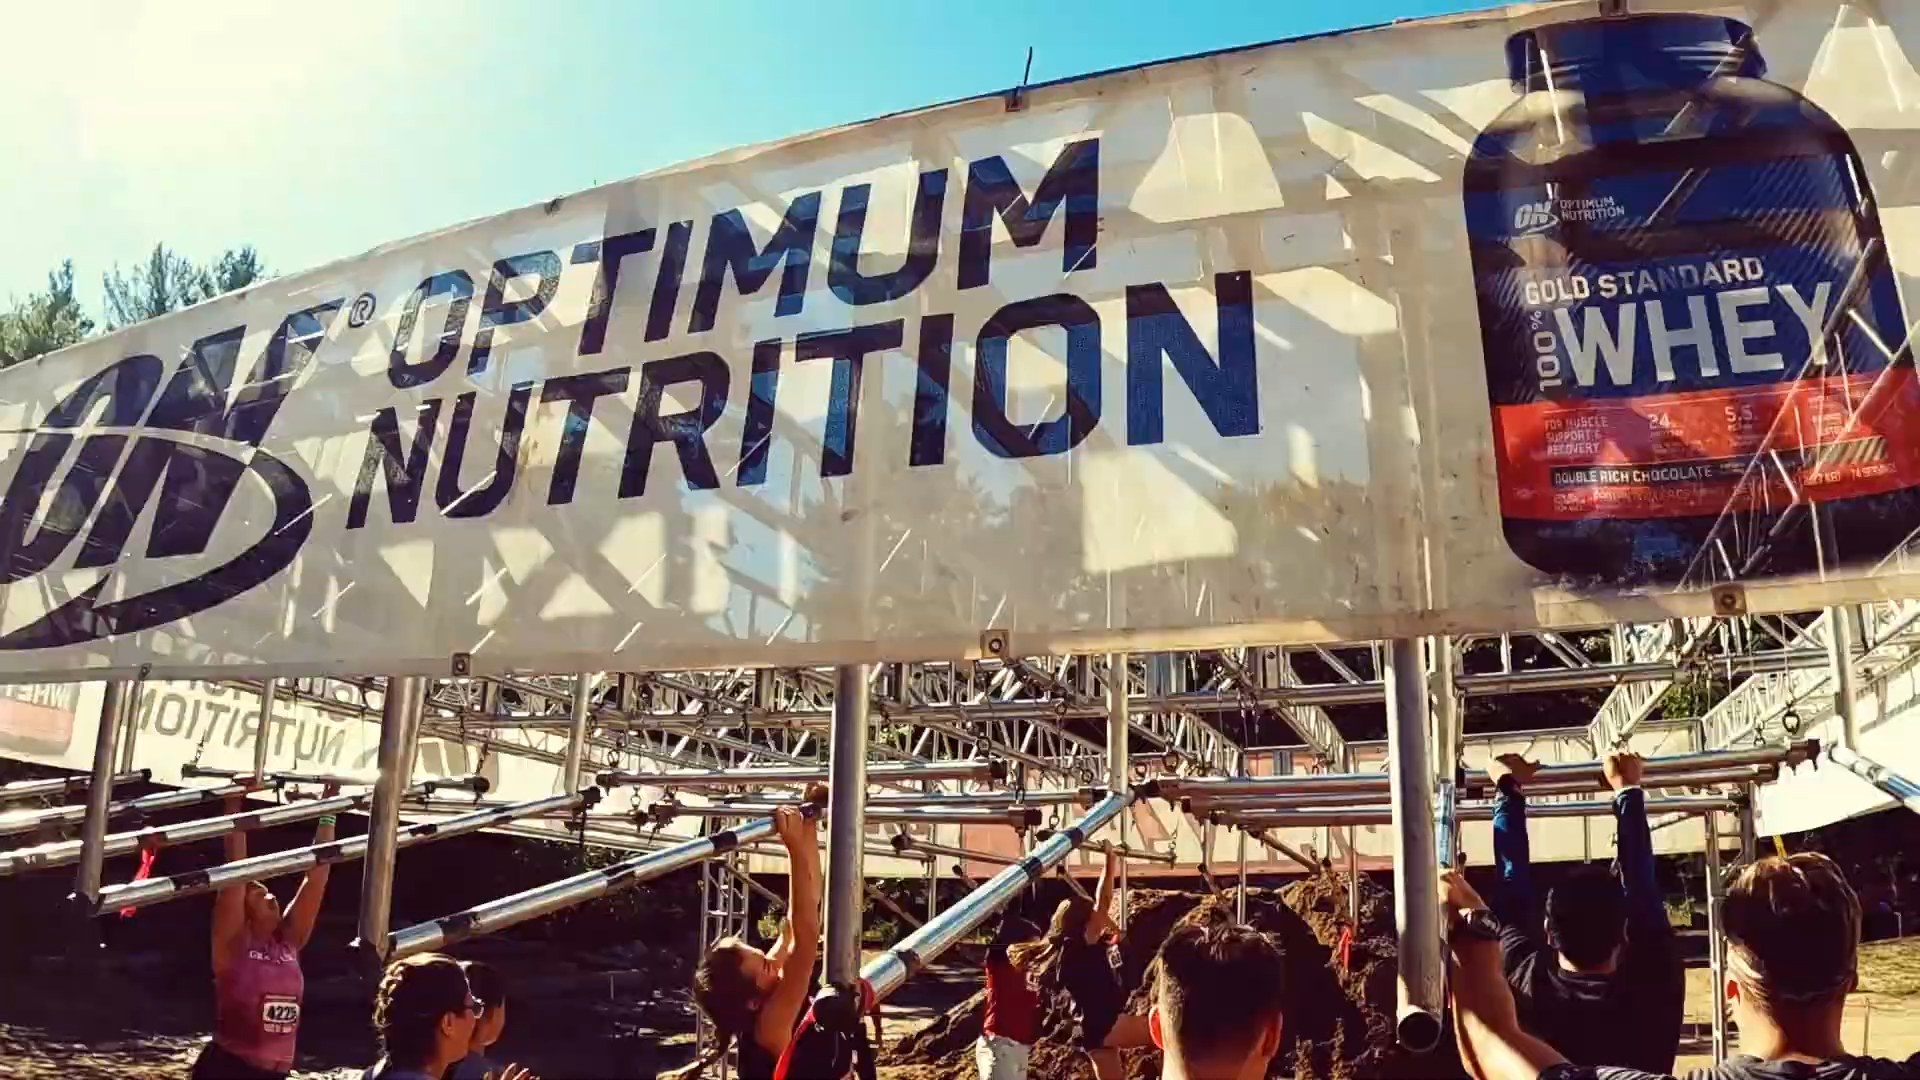 ON® OPTIMUM
NUTRITION
ON OPTIMUM
NUTRITION
GOLD STANDARD
100% WHEY
FOR MUSCLE
SUPPORT &
RECOVERY
24
5.5
DOUBLE RICH CHOCOLATE
NUTRITION